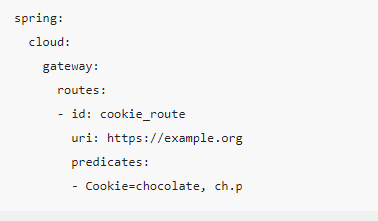 spring:
  cloud:
    gateway:
      routes:
      - id: cookie_route
        uri: https://example.org
        predicates:
        - Cookie=chocolate, ch.p